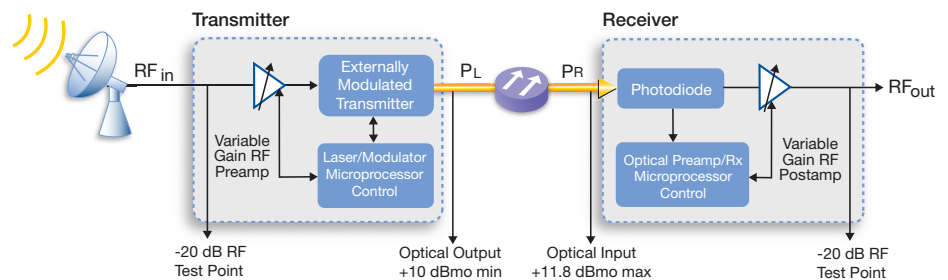 Transmitter
Receiver
RF in
Externally
Modulated
Transmitter
PL
PR
Photodiode
RFout
Variable
Gain RF
Preamp
Laser/Modulator
Microprocessor
Control
Optical Preamp/Rx
Microprocessor
Control
Variable
Gain RF
Postamp
-20 dB RF
Test Point
Optical Output
+10 dBmo min
Optical Input
+11.8 dBmo max
-20 dB RF
Test Point